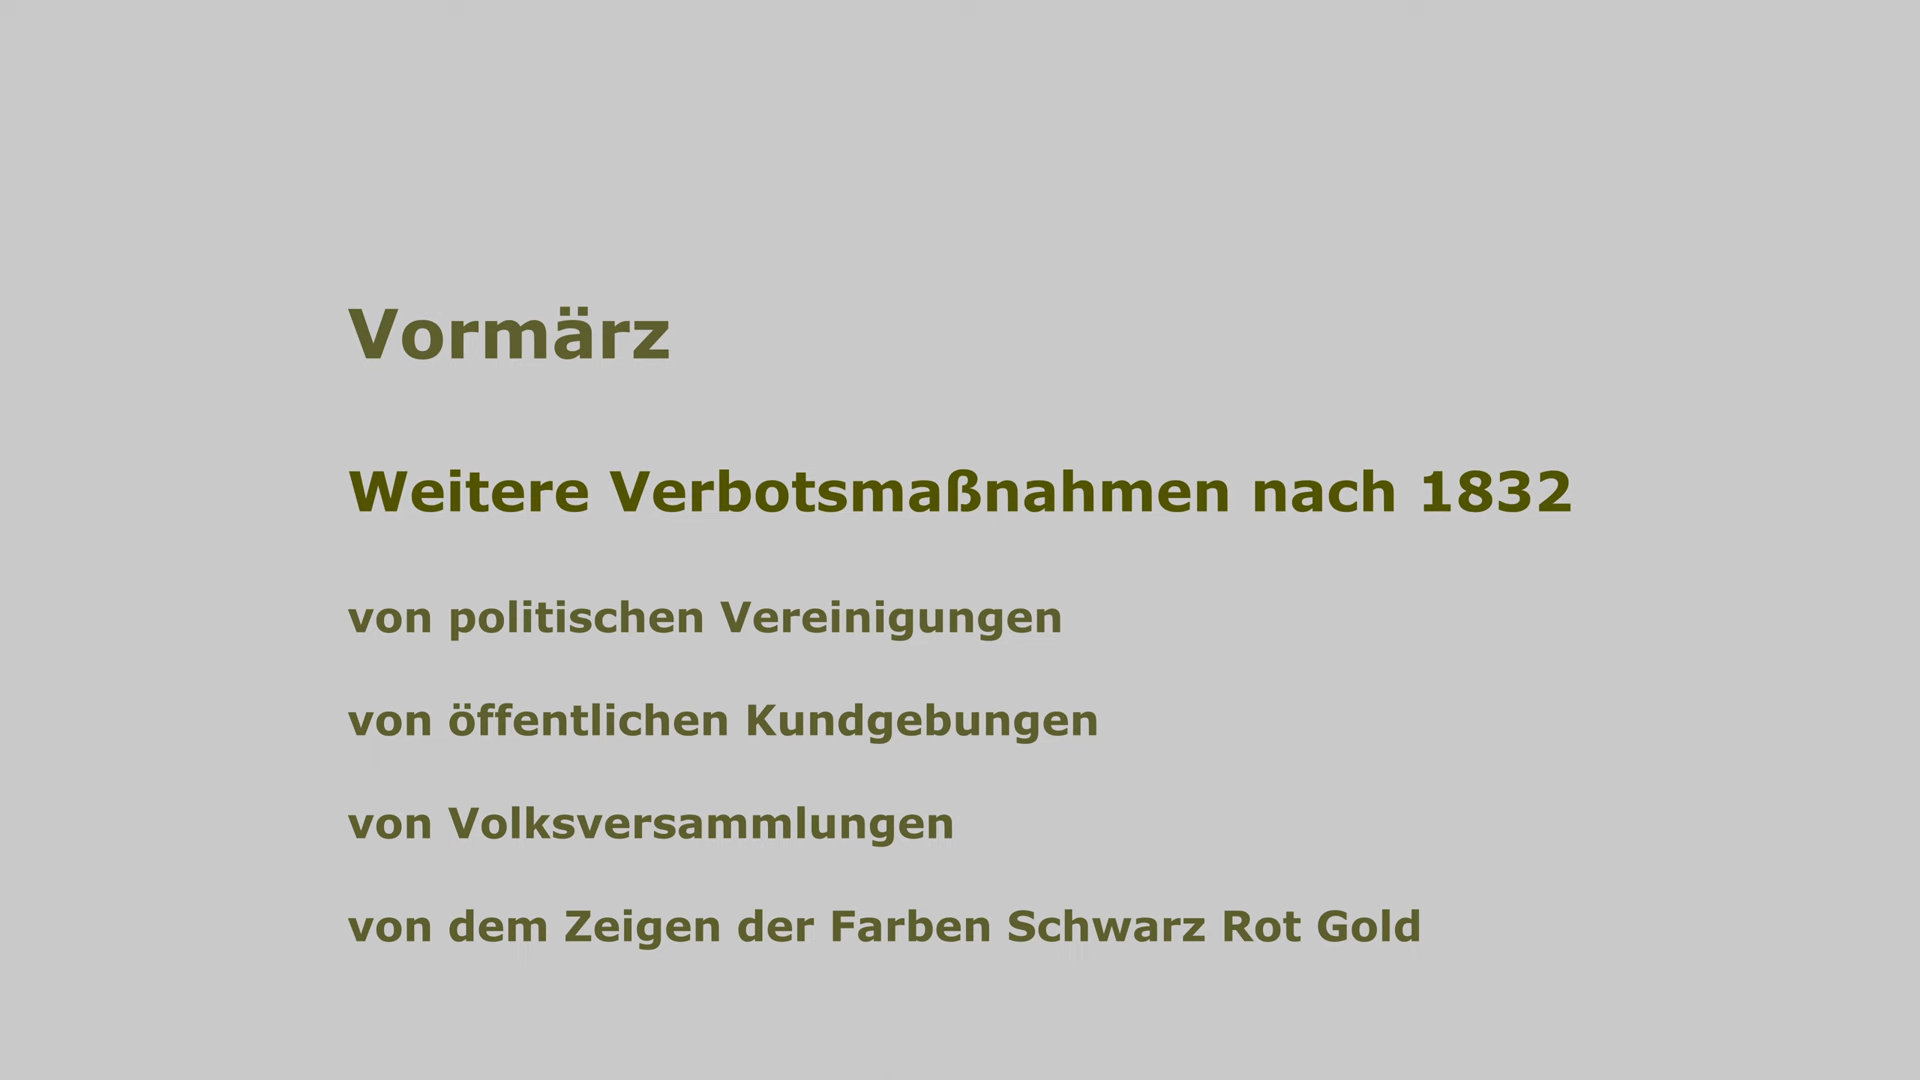 Vormärz
Weitere Verbotsmaßnahmen nach 1832
von politischen Vereinigungen
von öffentlichen Kundgebungen
von Volksversammlungen
von dem Zeigen der Farben Schwarz Rot Gold